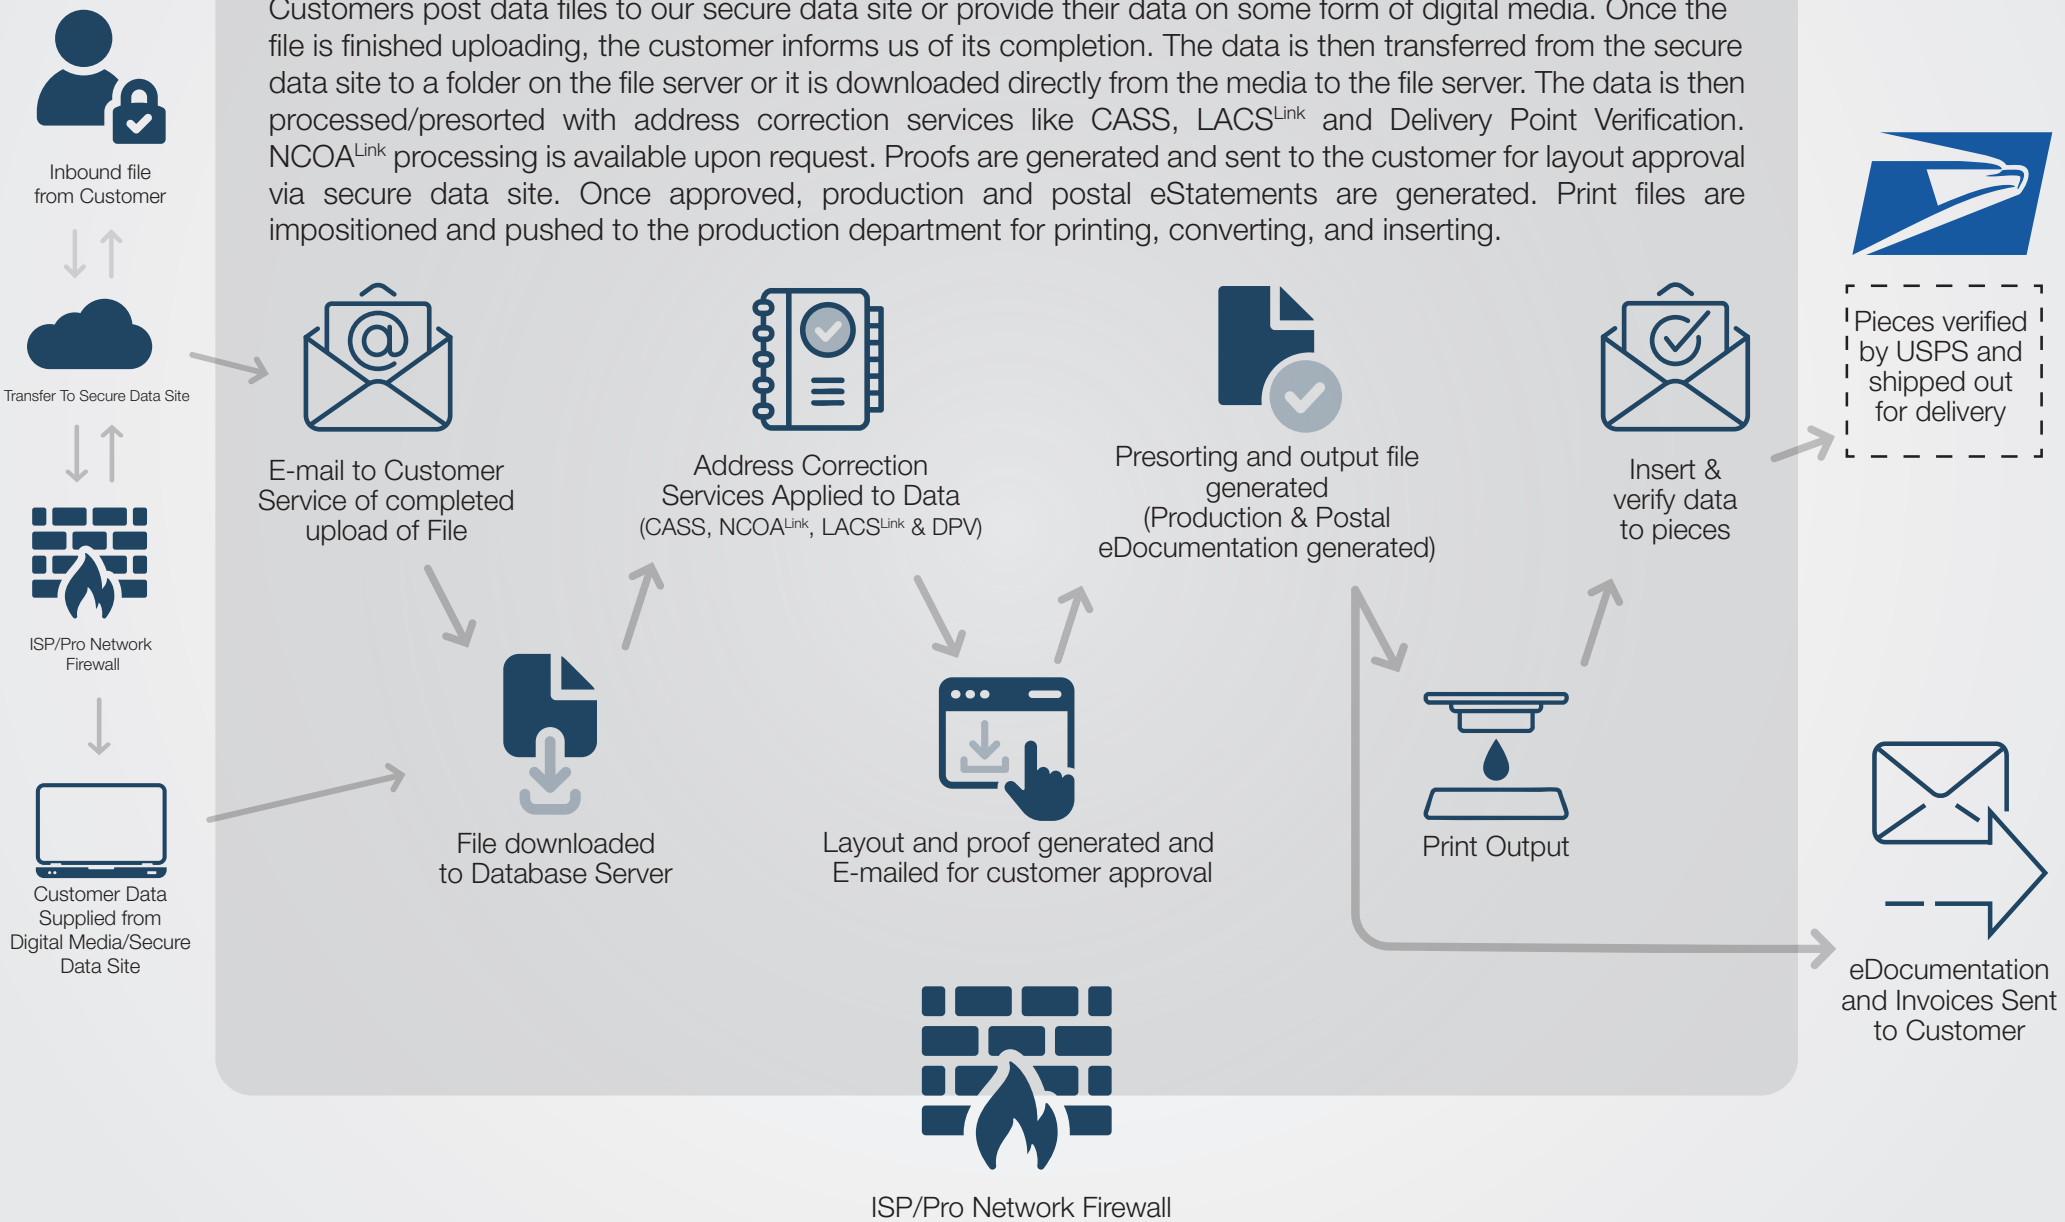 Customers post data files to our secure data site or provide their data on some form of digital media. Once the
file is finished uploading, the customer informs us of its completion. The data is then transferred from the secure
data site to a folder on the file server or it is downloaded directly from the media to the file server. The data is then
processed/presorted with address correction services like CASS, LACSLink and Delivery Point Verification.
NCOALink processing is available upon request. Proofs are generated and sent to the customer for layout approval
via secure data site. Once approved, production and postal eStatements are generated. Print files are
impositioned and pushed to the production department for printing, converting, and inserting.
Inbound file
from Customer
Transfer To Secure Data Site
ISP/Pro Network
Firewall
Customer Data
Supplied from
Digital Media/Secure
Data Site
E-mail to Customer
Service of completed
upload of File
File downloaded
to Database Server
Address Correction
Services Applied to Data
(CASS, NCOALink, LACSLink & DPV)
Layout and proof generated and
E-mailed for customer approval
Presorting and output file
generated
(Production & Postal
eDocumentation generated)
Print Output
Insert &
verify data
to pieces
Pieces verified
by USPS and
shipped out
for delivery
eDocumentation
and Invoices Sent
to Customer
ISP/Pro Network Firewall